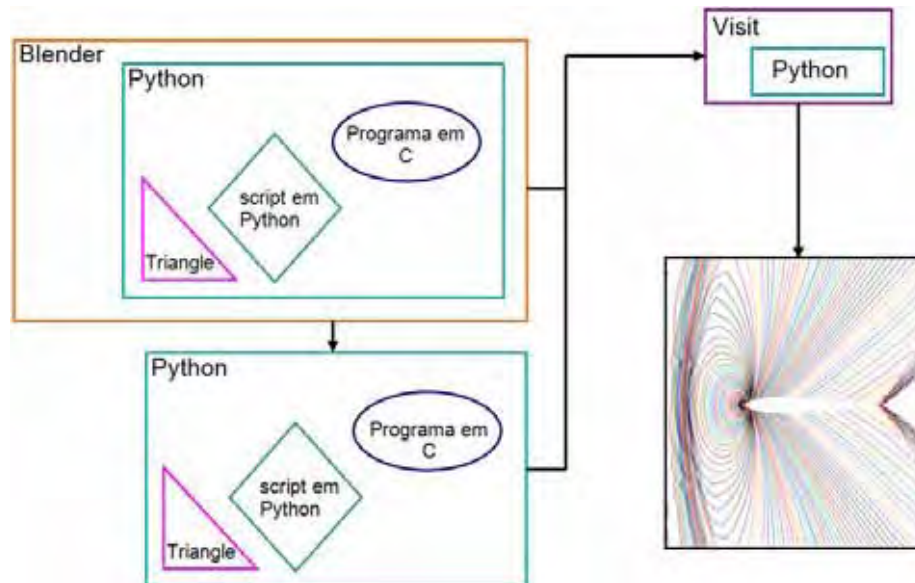 Blender
Python
Programa em
C
script em
Python
Triangle
Visit
Python
Python
Programa em
C
script em
Python
Triangle